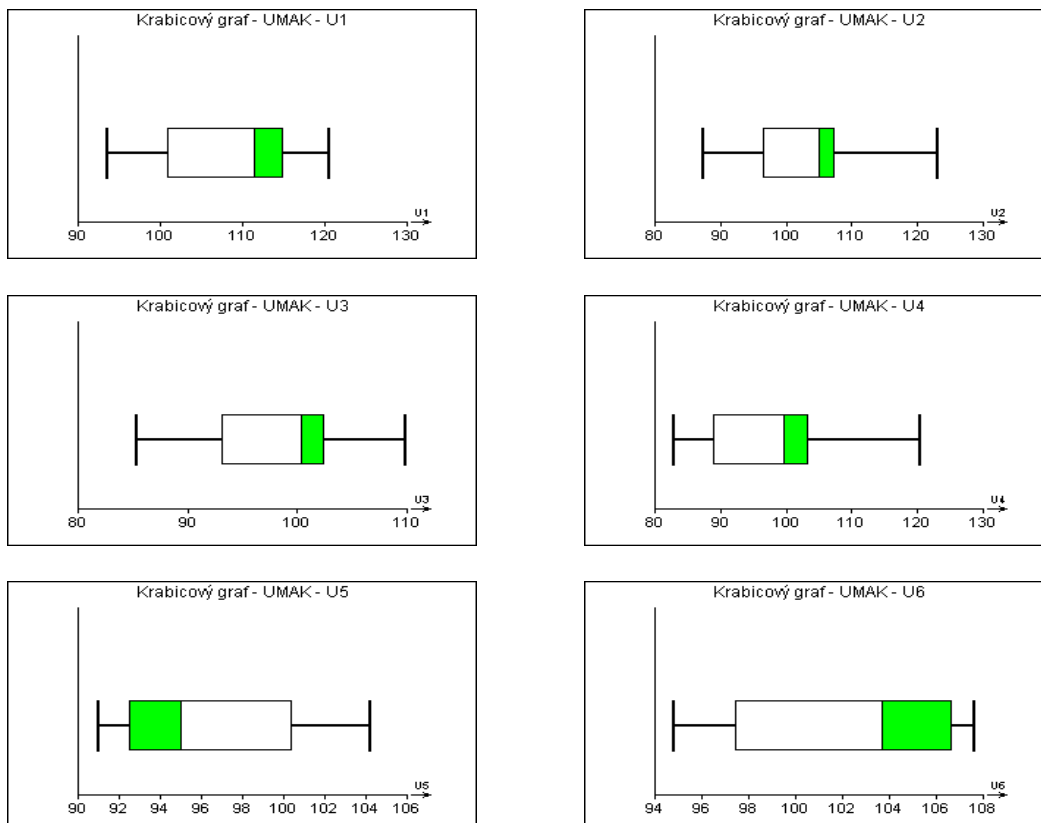 Krabicový graf - UMAK - U1
U1
90 100 110 120 130
Krabicový graf - UMAK - U2
U2
80 90 100 110 120 130
Krabicový graf - UMAK - U3
U3
80 90 100 110
Krabicový graf - UMAK - U4
U4
80 90 100 110 120 130
Krabicový graf - UMAK - U5
U5
90 92 94 96 98 100 102 104 106
Krabicový graf - UMAK - U6
U6
94 96 98 100 102 104 106 108